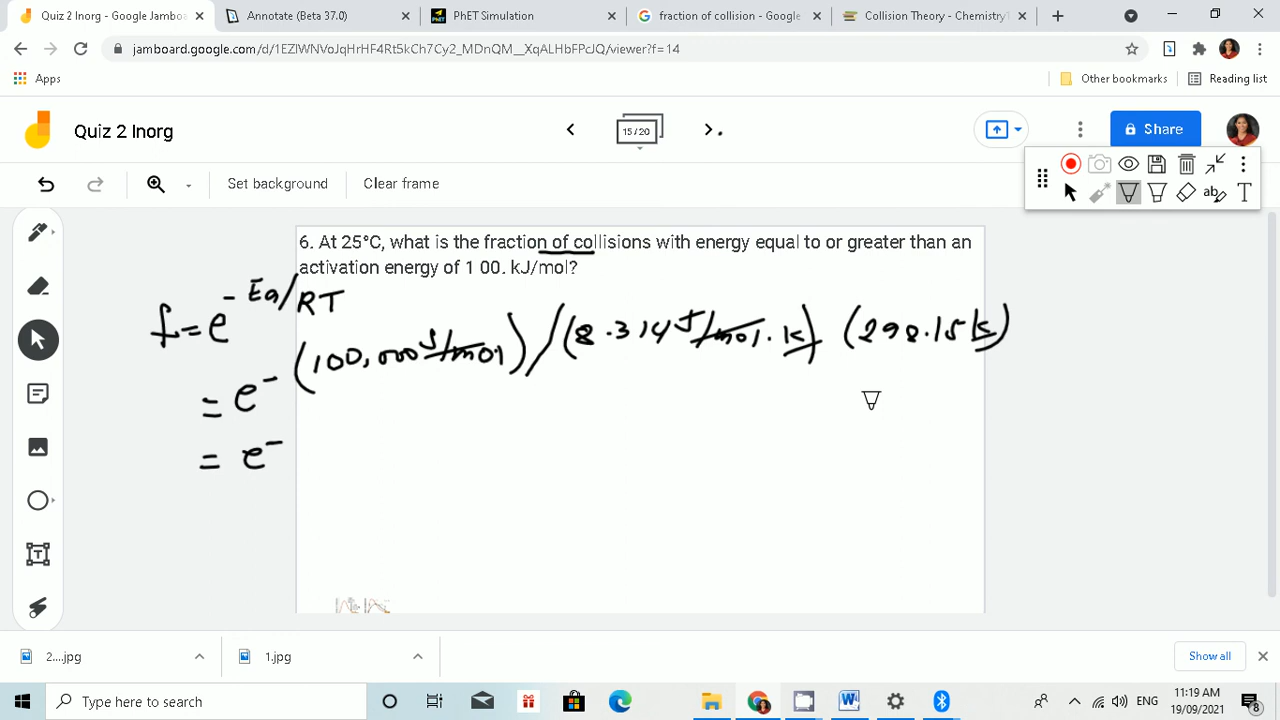 Quiz 2 Inorg - Google Jambo
Annotate (Beta 37.0)
PhET Simulation
fraction of collision - Google
Collision Theory - Chemistry
jamboard.google.com/d/1EZIWNVoJqHrHF4Rt5kCh7Cy2_MDnQM__XqALHbFPcJQ/viewer?f=14
Apps
Other bookmarks
Reading list
Quiz 2 Inorg
15/20
Share
Set background
Clear frame
6. At 25°C, what is the fraction of collisions with energy equal to or greater than an
activation energy of 1 00. kJ/mol?
f = e - Ea/RT
= e - (100,000 J/mol) / (8.314 J/mol.K) (298.15 K)
= e -
2....jpg
1.jpg
Show all
Type here to search
ENG
11:19 AM
19/09/2021
8